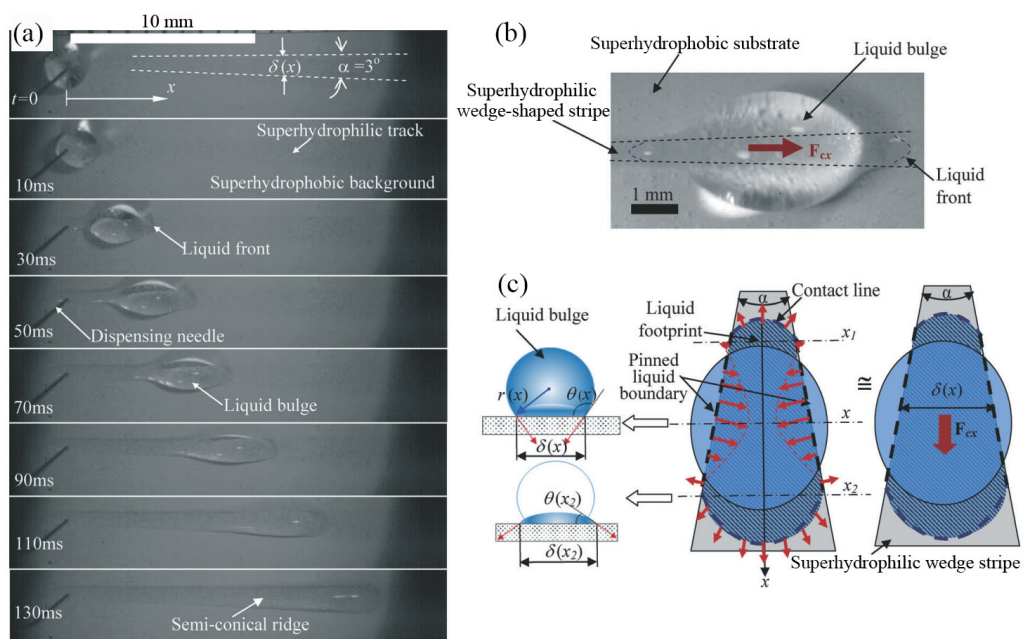 (a)
10 mm
δ(x)
α =3°
t=0
x
Superhydrophilic track
Superhydrophobic background
10ms
Liquid front
30ms
50ms
Dispensing needle
70ms
Liquid bulge
90ms
110ms
130ms
Semi-conical ridge
(b)
Superhydrophobic substrate
Liquid bulge
Superhydrophilic
wedge-shaped stripe
F_ex
1 mm
Liquid
front
(c)
Liquid bulge
r(x)
θ(x)
δ(x)
θ(x₂)
δ(x₂)
α
Contact line
Liquid
footprint
Pinned
liquid
boundary
x₁
x
x₂
x
≅
α
δ(x)
F_ex
Superhydrophilic wedge stripe